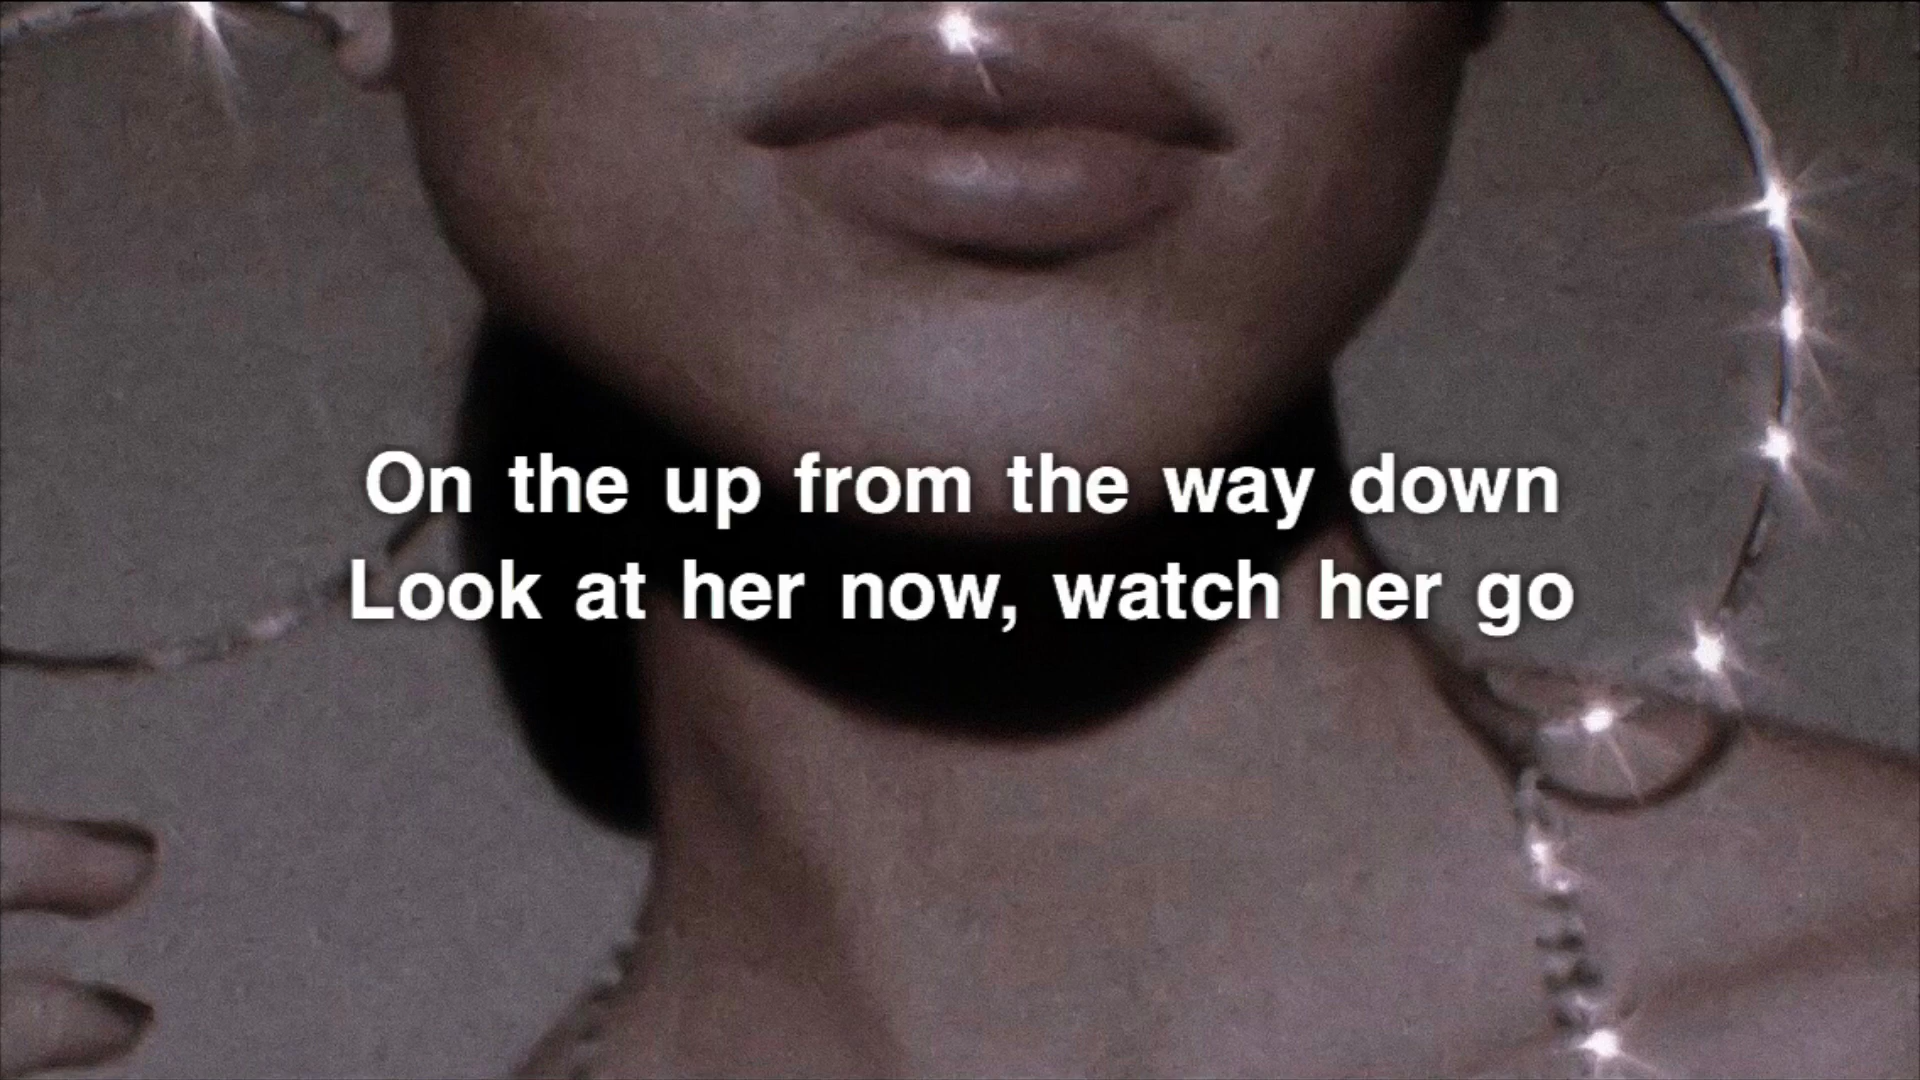 On the up from the way down
Look at her now, watch her go